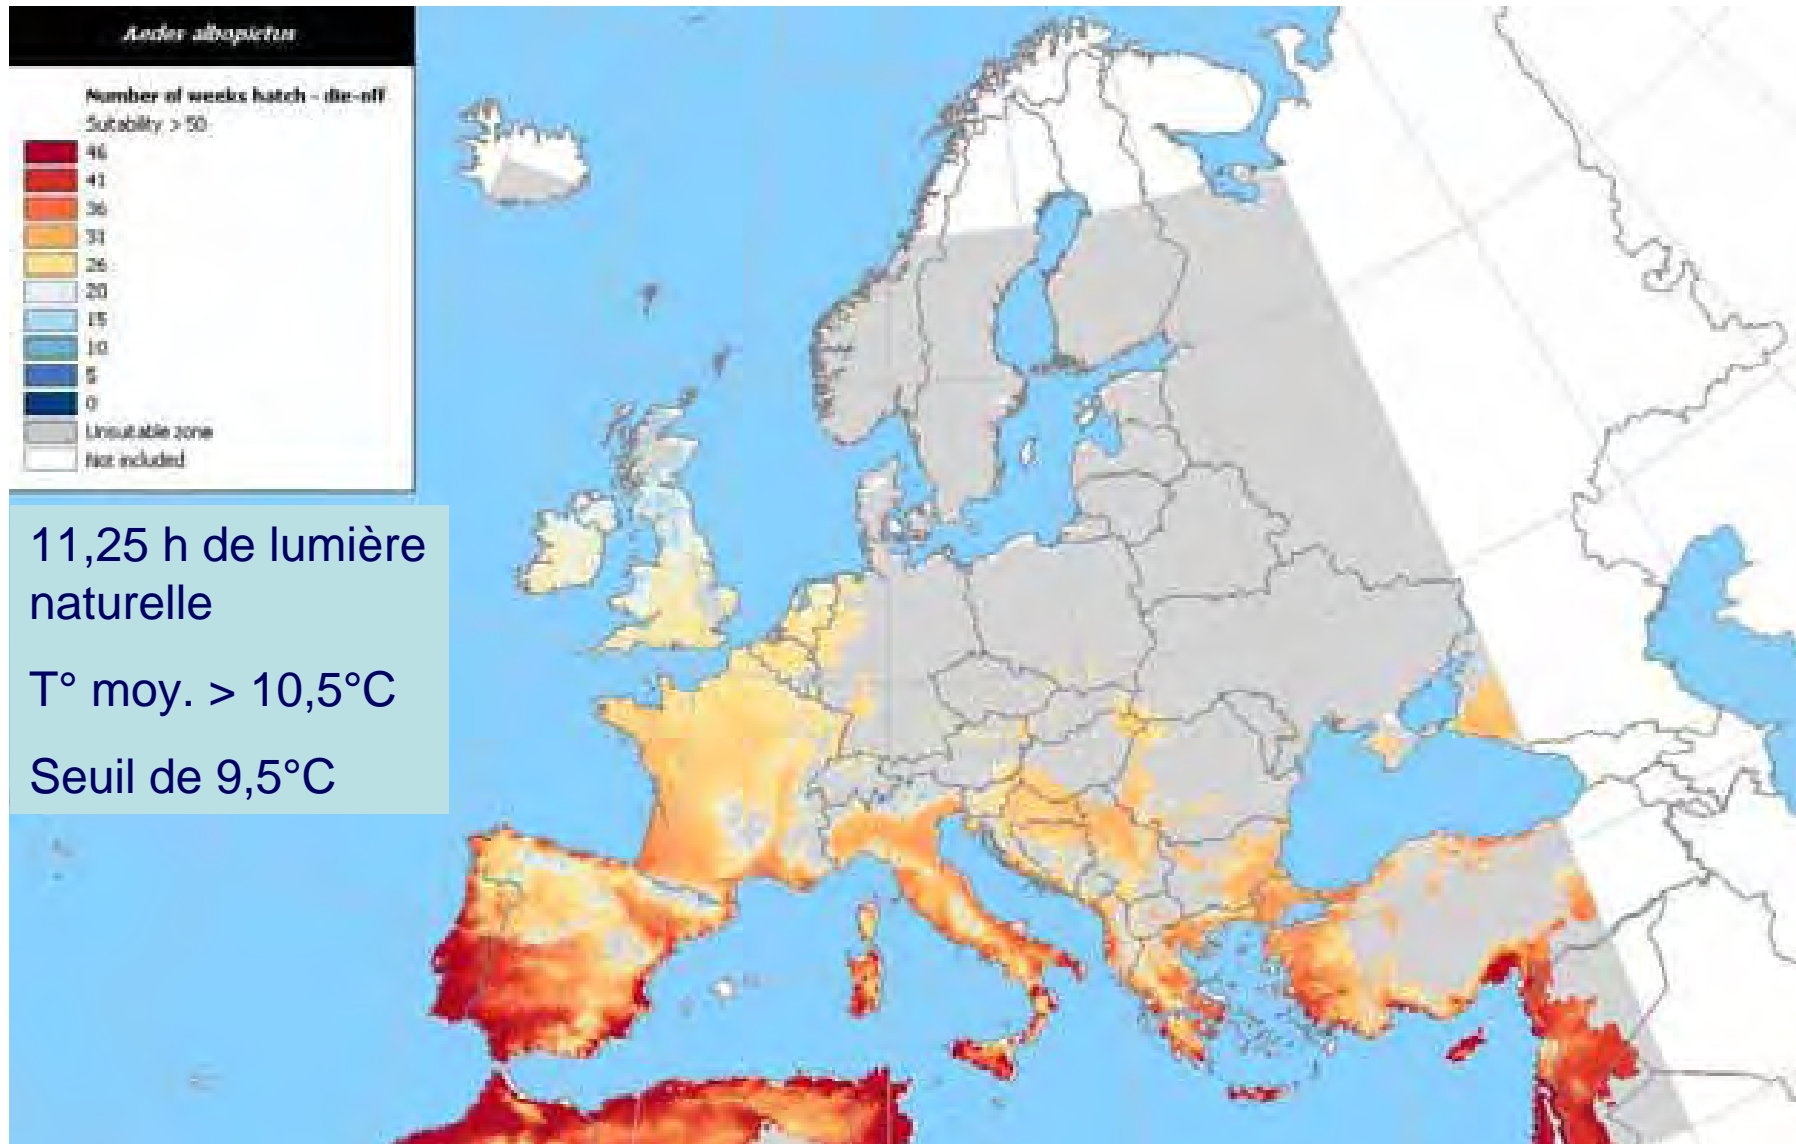 Aedes albopictus
Number of weeks hatch - die-off
Suitability > 50
46
41
36
31
26
20
15
10
5
0
Unsuitable zone
Not included
11,25 h de lumière
naturelle
T° moy. > 10,5°C
Seuil de 9,5°C